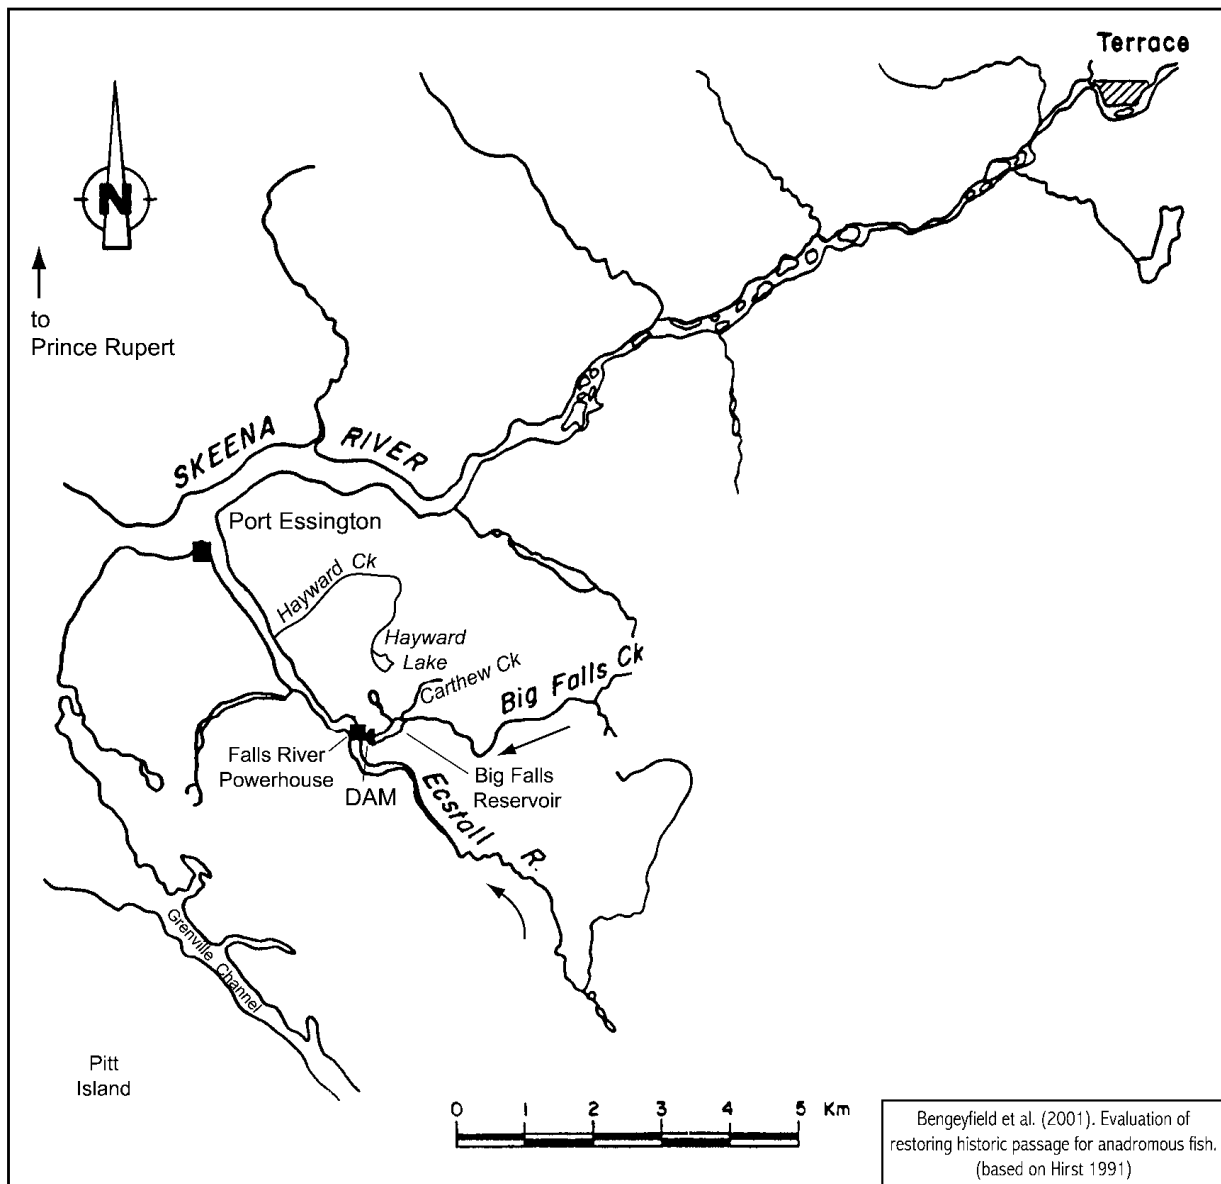 Terrace
N
to
Prince Rupert
SKEENA RIVER
Port Essington
Hayward Ck
Hayward
Lake
Carthew Ck
Big Falls Ck
Falls River
Powerhouse
DAM
Big Falls
Reservoir
Ecstall R.
Grenville Channel
Pitt
Island
0 1 2 3 4 5 Km
Bengeyfield et al. (2001). Evaluation of
restoring historic passage for anadromous fish.
(based on Hirst 1991)